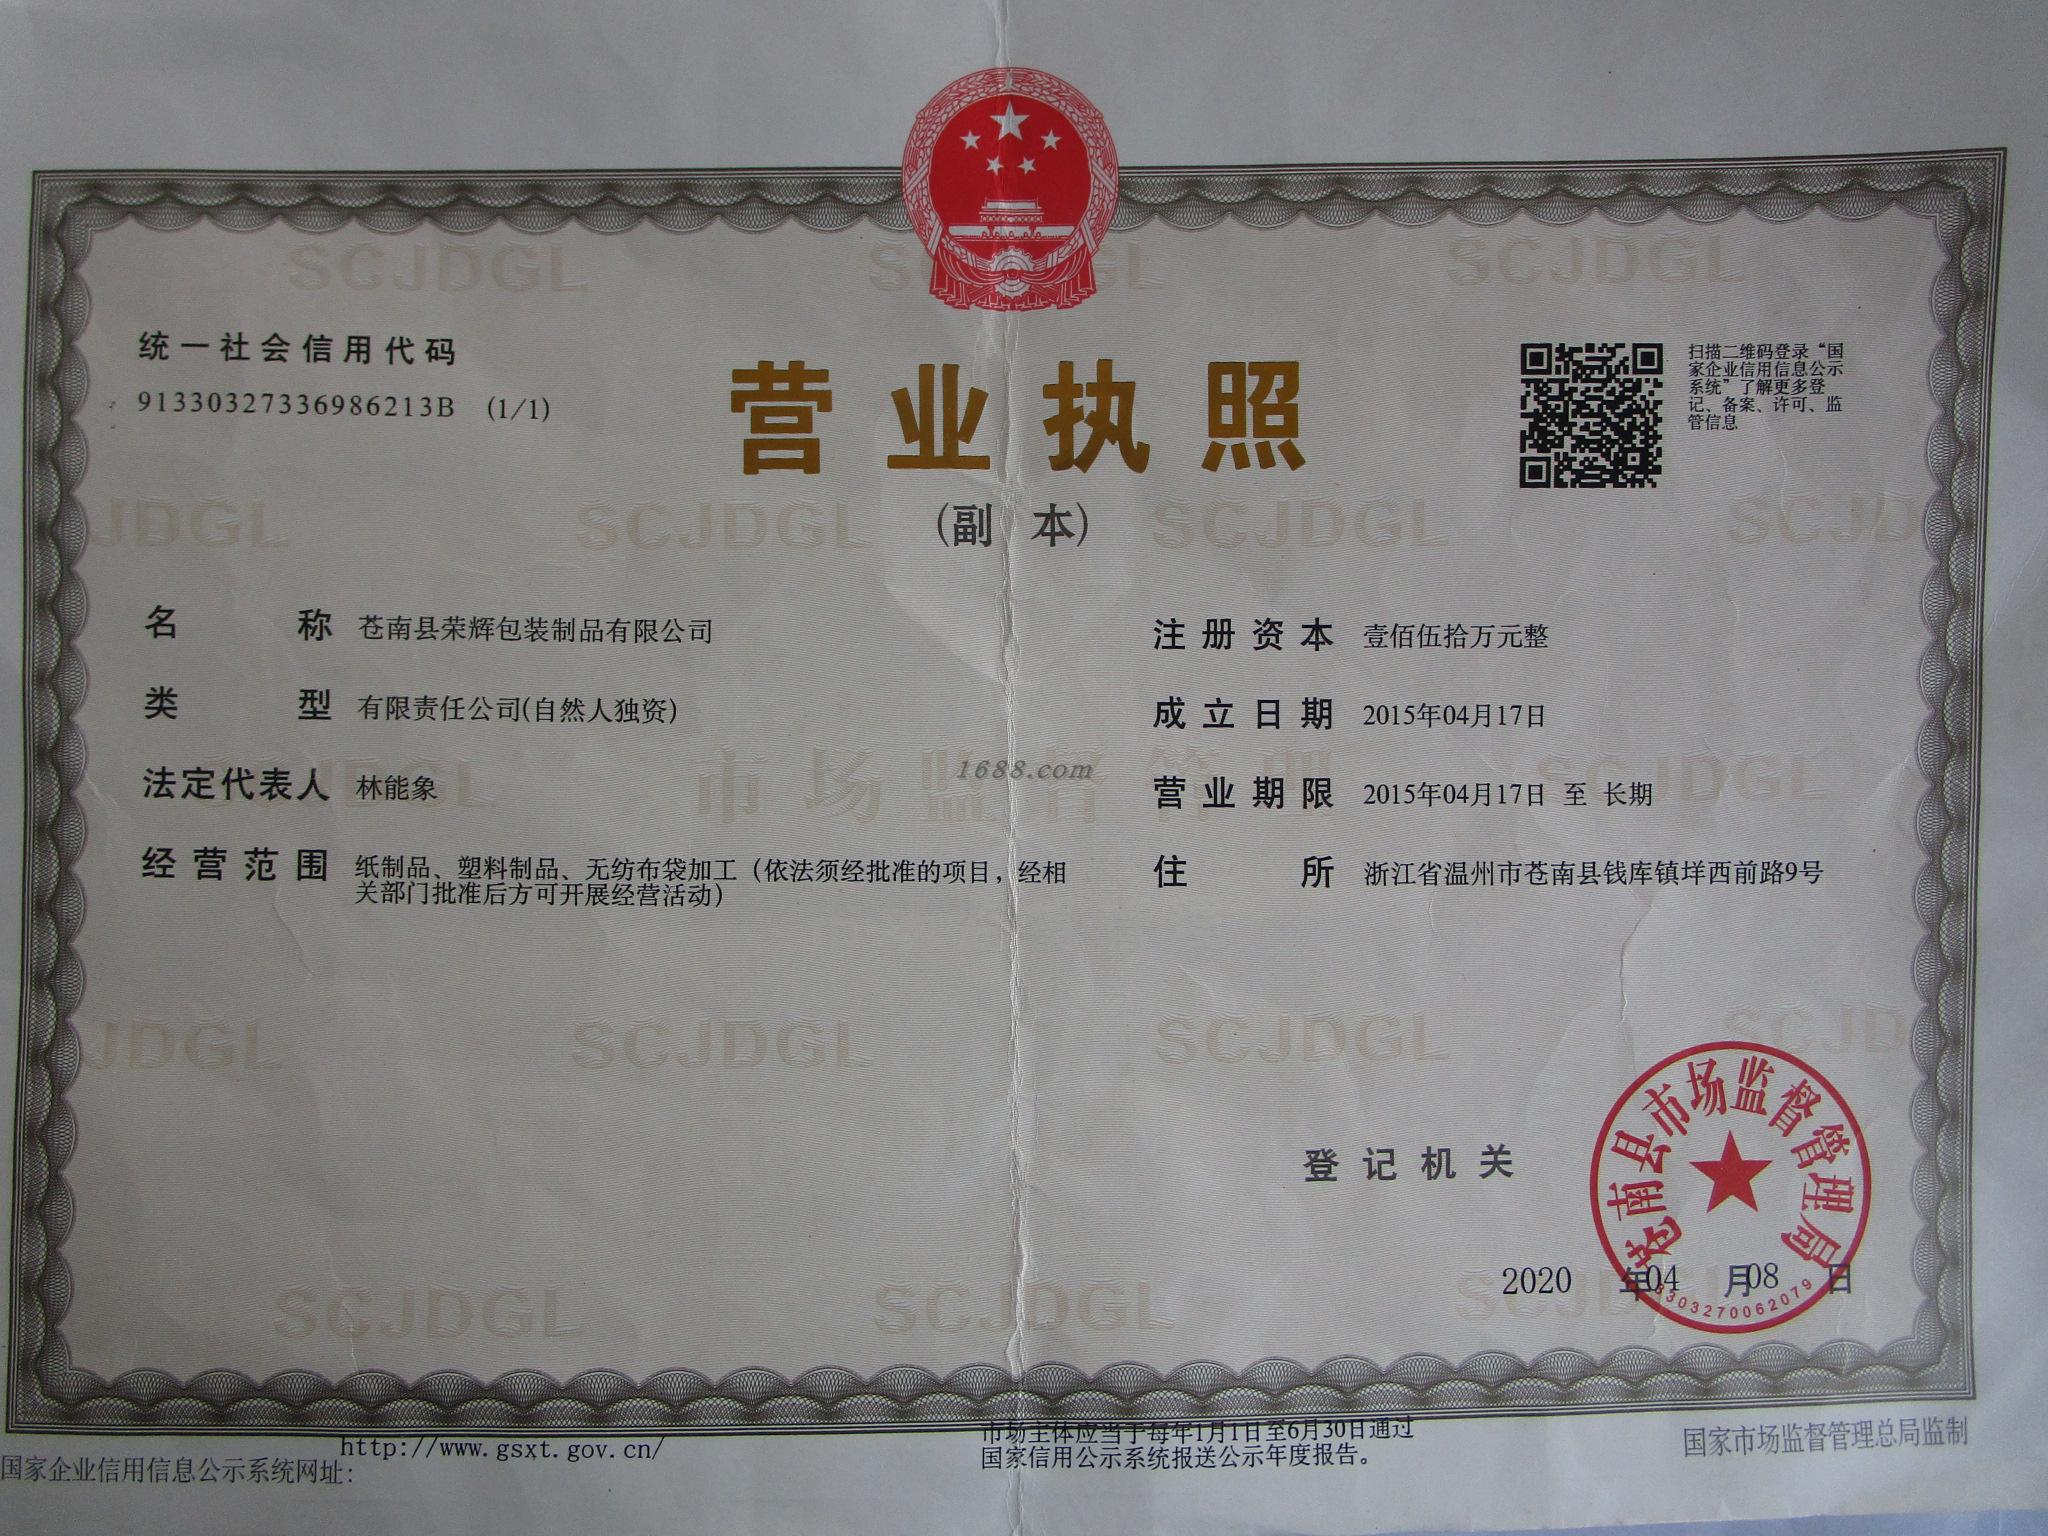 统一社会信用代码
91330327336986213B (1/1)
营业执照
(副 本)
扫描二维码登录“国
家企业信用信息公示
系统”了解更多登
记、备案、许可、监
管信息
名 称 苍南县荣辉包装制品有限公司
类 型 有限责任公司(自然人独资)
法定代表人 林能象
经营范围 纸制品、塑料制品、无纺布袋加工（依法须经批准的项目，经相
关部门批准后方可开展经营活动）
注册资本 壹佰伍拾万元整
成立日期 2015年04月17日
营业期限 2015年04月17日 至 长期
住 所 浙江省温州市苍南县钱库镇垟西前路9号
1688.com
市场监督管理
SCJDGL
登记机关
苍南县市场监督管理局
3303270062079
2020 年04 月08 日
国家企业信用信息公示系统网址：
http://www.gsxt.gov.cn/
市场主体应当于每年1月1日至6月30日通过
国家信用公示系统报送公示年度报告。
国家市场监督管理总局监制